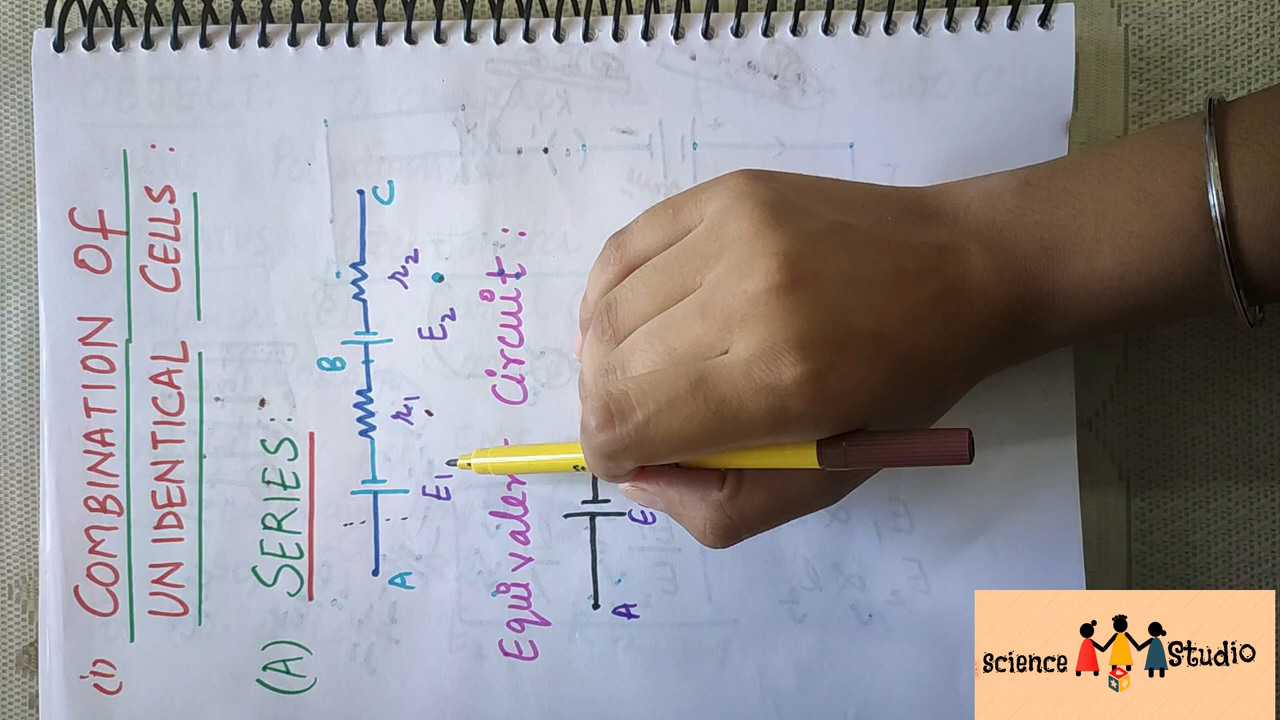 (i) COMBINATION OF
UNIDENTICAL CELLS:
(A) SERIES:
B
A C
E1 r1 E2 r2
Equivalent Circuit:
A
E
Science Studio